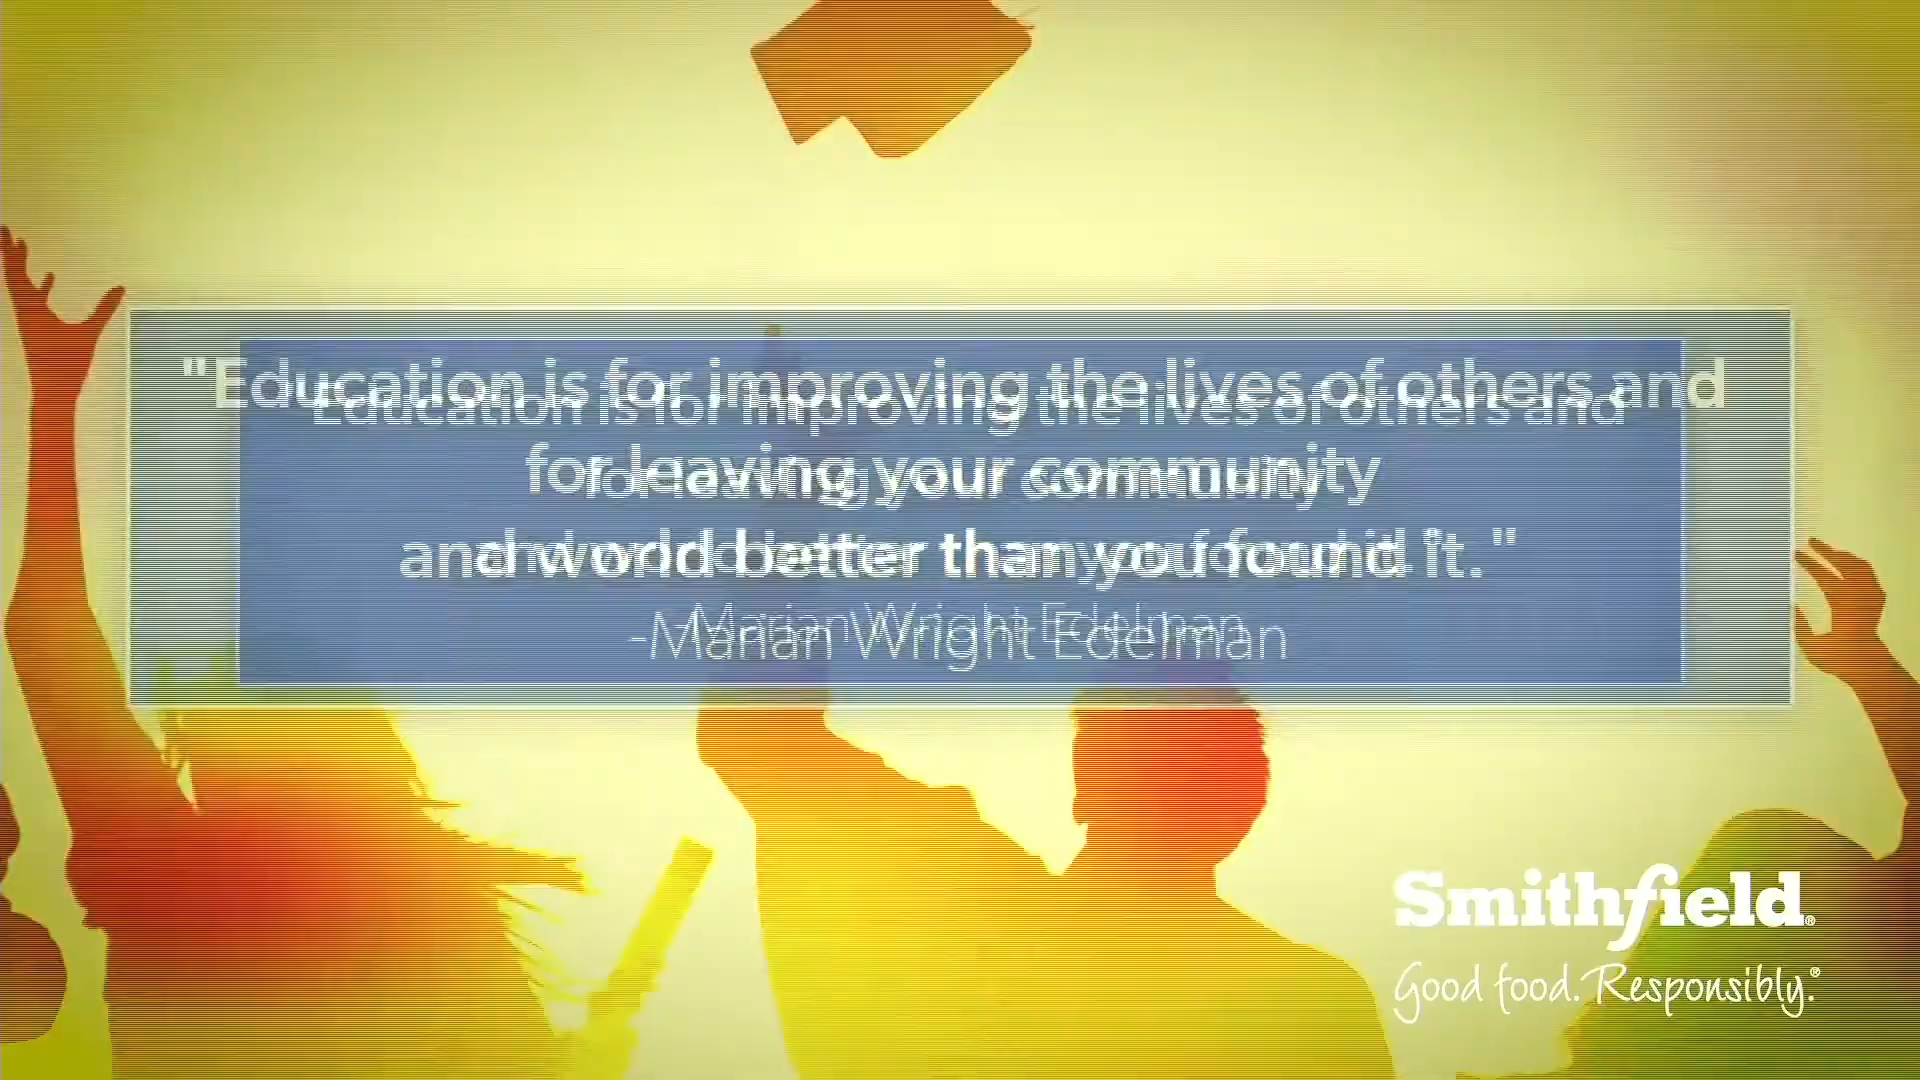 "Education is for improving the lives of others and
for leaving your community
and world better than you found it."
-Marian Wright Edelman
Smithfield®
Good food. Responsibly.®